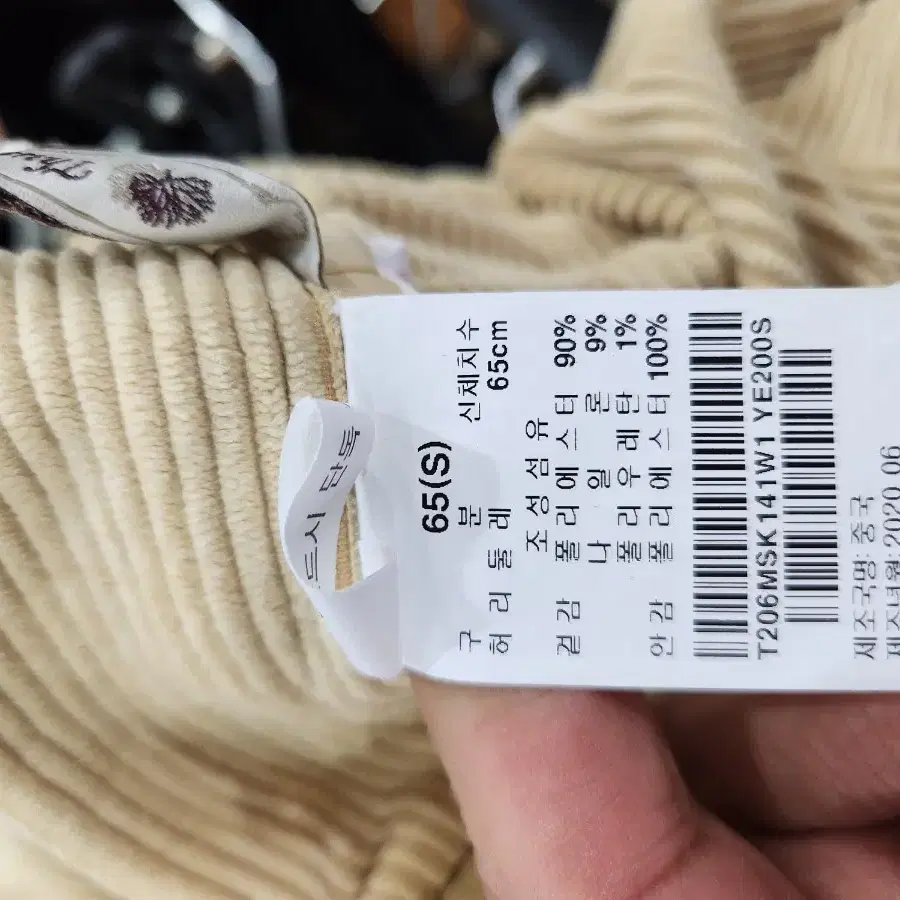 65(S)
구 분 신체치수
허리둘레 65cm
조성섬유
겉감 폴리에스터 90%
나일론 9%
폴리우레탄 1%
안감 폴리에스터 100%
T206MSK141W1 YE200S
제조국명: 중국
제조년월: 2020.06
드시 단독